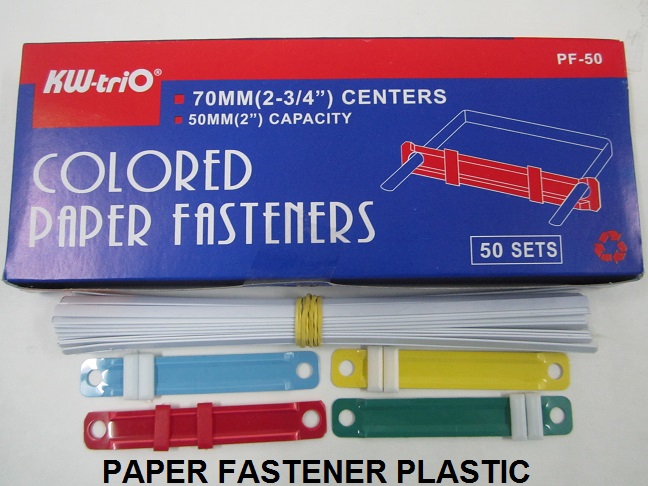 KW-triO®
PF-50
70MM(2-3/4") CENTERS
50MM(2") CAPACITY
COLORED
PAPER FASTENERS
50 SETS
PAPER FASTENER PLASTIC